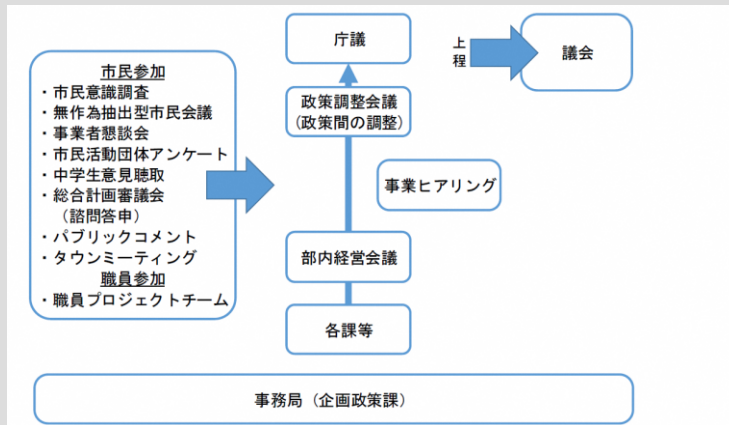 市民参加
・市民意識調査
・無作為抽出型市民会議
・事業者懇談会
・市民活動団体アンケート
・中学生意見聴取
・総合計画審議会
（諮問答申）
・パブリックコメント
・タウンミーティング
職員参加
・職員プロジェクトチーム
庁議
政策調整会議
（政策間の調整）
事業ヒアリング
部内経営会議
各課等
上程
議会
事務局（企画政策課）